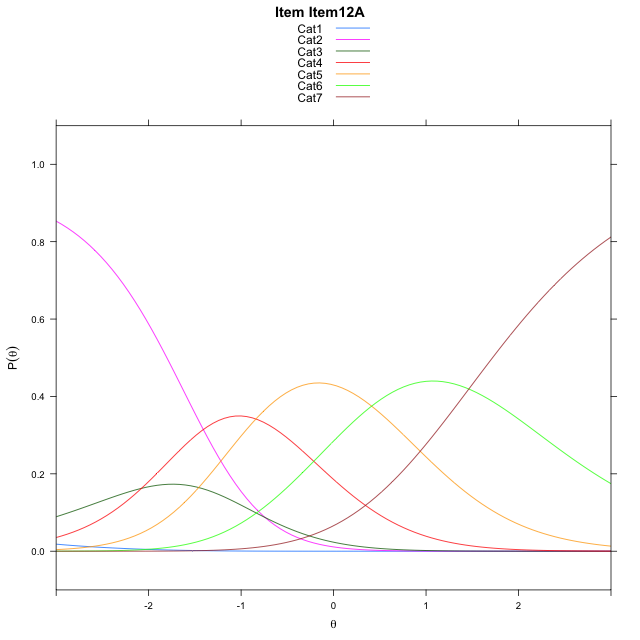 Item Item12A
Cat1
Cat2
Cat3
Cat4
Cat5
Cat6
Cat7
1.0
0.8
0.6
0.4
0.2
0.0
P(θ)
-2 -1 0 1 2
θ